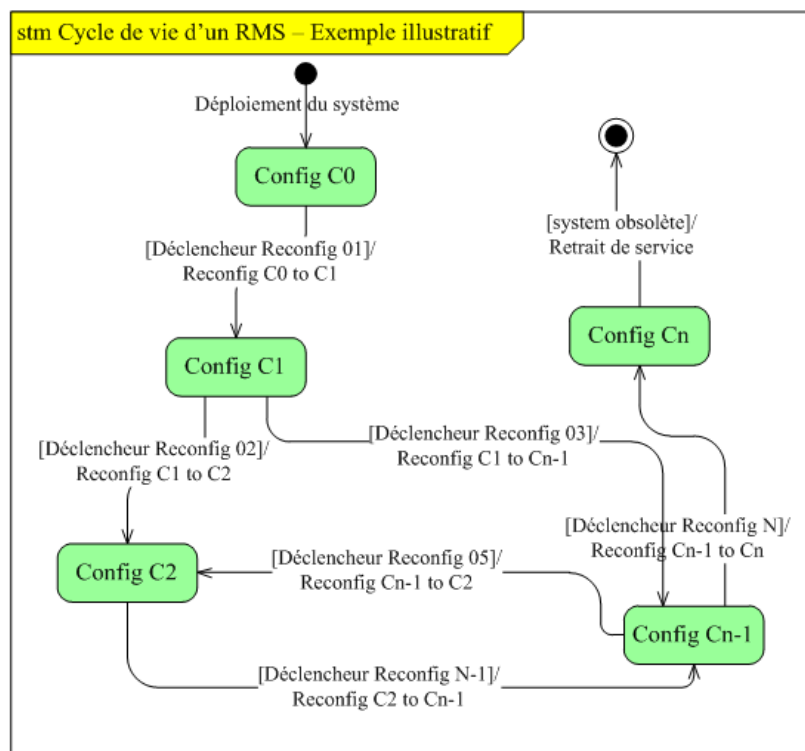 stm Cycle de vie d'un RMS – Exemple illustratif
Déploiement du système
Config C0
[system obsolète]/
Retrait de service
[Déclencheur Reconfig 01]/
Reconfig C0 to C1
Config Cn
Config C1
[Déclencheur Reconfig 02]/
Reconfig C1 to C2
[Déclencheur Reconfig 03]/
Reconfig C1 to Cn-1
[Déclencheur Reconfig N]/
Reconfig Cn-1 to Cn
Config C2
[Déclencheur Reconfig 05]/
Reconfig Cn-1 to C2
Config Cn-1
[Déclencheur Reconfig N-1]/
Reconfig C2 to Cn-1